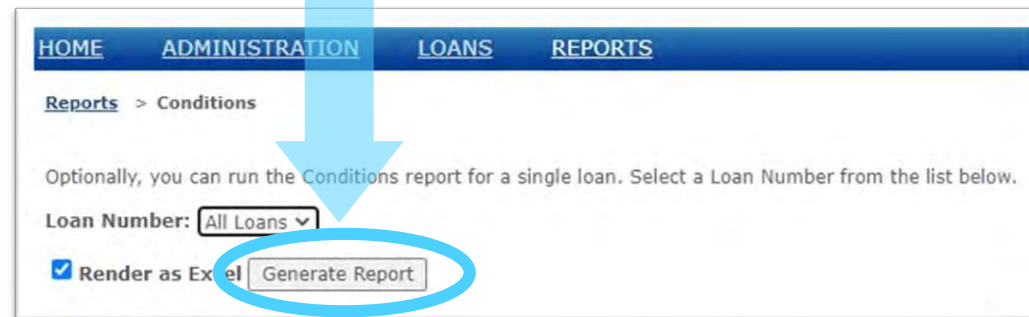 HOME ADMINISTRATION LOANS REPORTS
Reports > Conditions
Optionally, you can run the Conditions report for a single loan. Select a Loan Number from the list below.
Loan Number: All Loans
Render as Excel Generate Report